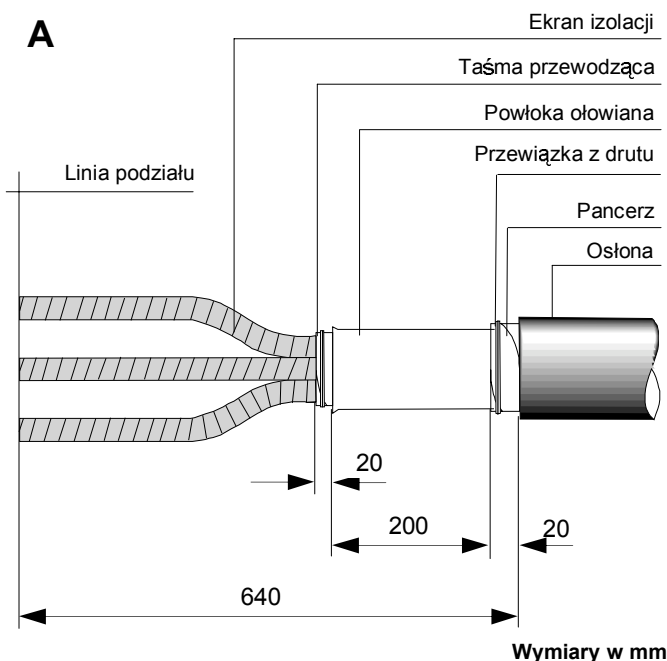 A
Ekran izolacji
Taśma przewodząca
Powłoka ołowiana
Przewiązka z drutu
Linia podziału
Pancerz
Osłona
20
200
20
640
Wymiary w mm